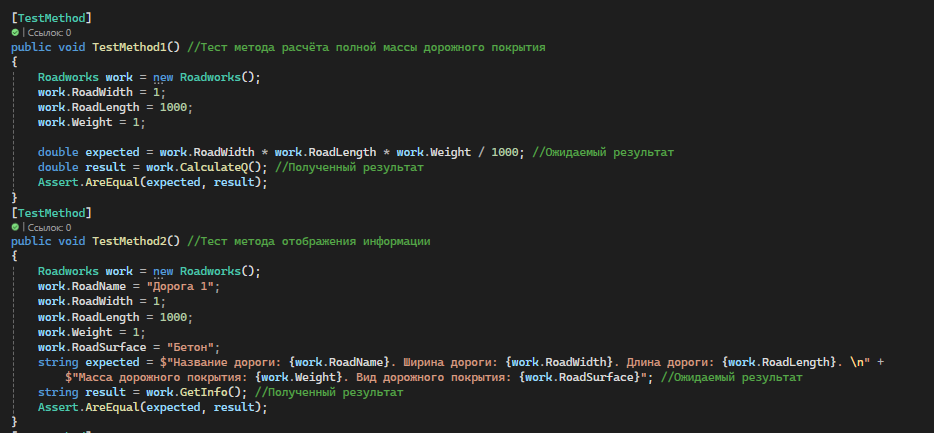 [TestMethod]
| Ссылок: 0
public void TestMethod1() //Тест метода расчёта полной массы дорожного покрытия
{
Roadworks work = new Roadworks();
work.RoadWidth = 1;
work.RoadLength = 1000;
work.Weight = 1;
double expected = work.RoadWidth * work.RoadLength * work.Weight / 1000; //Ожидаемый результат
double result = work.CalculateQ(); //Полученный результат
Assert.AreEqual(expected, result);
}
[TestMethod]
| Ссылок: 0
public void TestMethod2() //Тест метода отображения информации
{
Roadworks work = new Roadworks();
work.RoadName = "Дорога 1";
work.RoadWidth = 1;
work.RoadLength = 1000;
work.Weight = 1;
work.RoadSurface = "Бетон";
string expected = $"Название дороги: {work.RoadName}. Ширина дороги: {work.RoadWidth}. Длина дороги: {work.RoadLength}. \n" +
$"Масса дорожного покрытия: {work.Weight}. Вид дорожного покрытия: {work.RoadSurface}"; //Ожидаемый результат
string result = work.GetInfo(); //Полученный результат
Assert.AreEqual(expected, result);
}